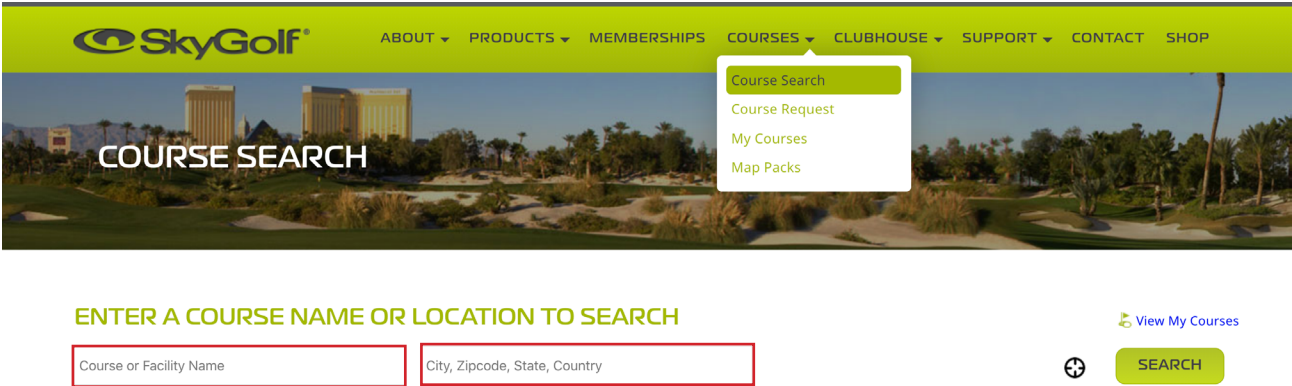 SkyGolf®
ABOUT PRODUCTS MEMBERSHIPS COURSES CLUBHOUSE SUPPORT CONTACT SHOP
Course Search
Course Request
My Courses
Map Packs
COURSE SEARCH
ENTER A COURSE NAME OR LOCATION TO SEARCH
View My Courses
Course or Facility Name
City, Zipcode, State, Country
SEARCH